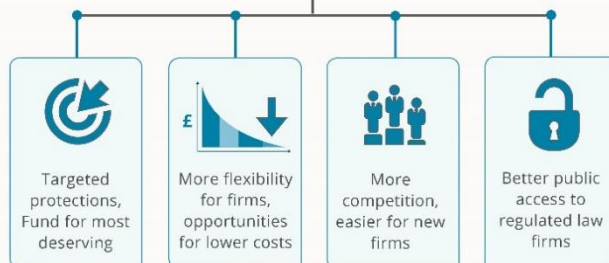 Targeted
protections,
Fund for most
deserving
£
More flexibility
for firms,
opportunities
for lower costs
More
competition,
easier for new
firms
Better public
access to
regulated law
firms